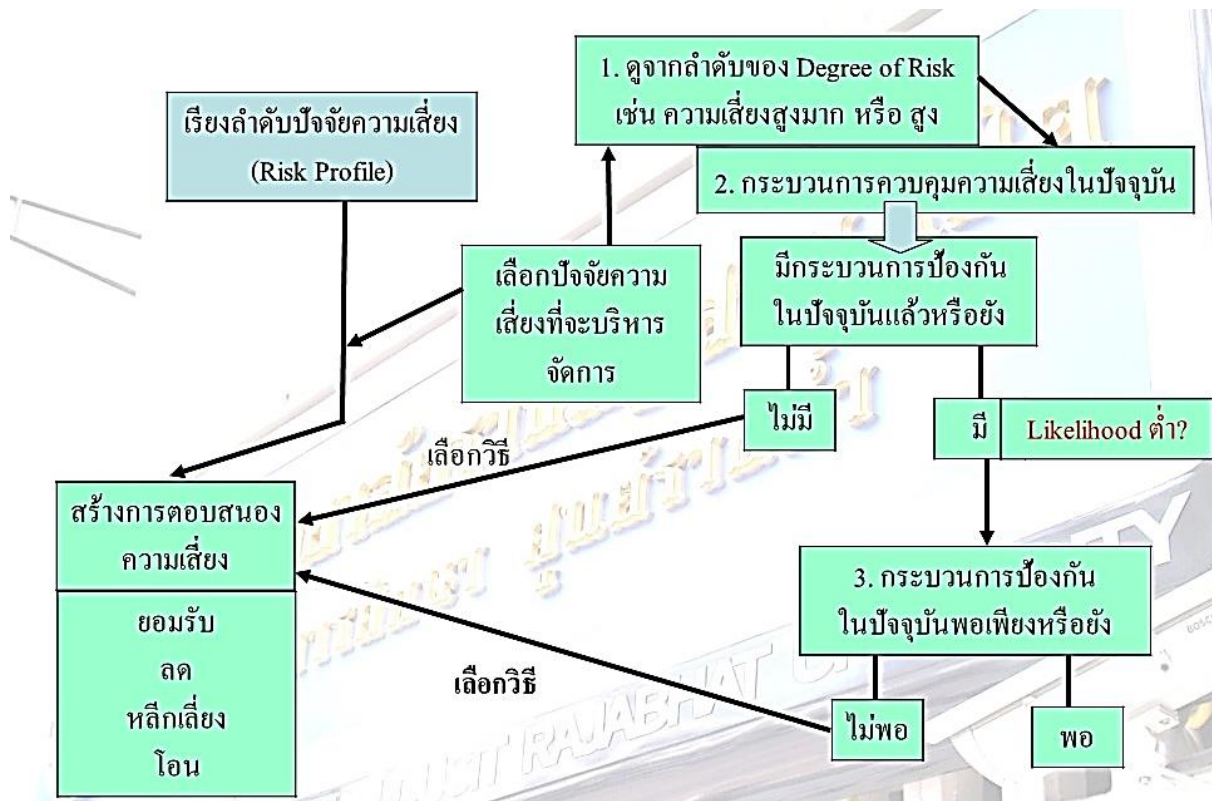 เรียงลำดับปัจจัยความเสี่ยง
(Risk Profile)
1. ดูจากลำดับของ Degree of Risk
เช่น ความเสี่ยงสูงมาก หรือ สูง
2. กระบวนการควบคุมความเสี่ยงในปัจจุบัน
เลือกปัจจัยความ
เสี่ยงที่จะบริหาร
จัดการ
มีกระบวนการป้องกัน
ในปัจจุบันแล้วหรือยัง
ไม่มี
มี
Likelihood ต่ำ?
เลือกวิธี
สร้างการตอบสนอง
ความเสี่ยง
ยอมรับ
ลด
หลีกเลี่ยง
โอน
3. กระบวนการป้องกัน
ในปัจจุบันพอเพียงหรือยัง
เลือกวิธี
ไม่พอ
พอ
RAJABHAT